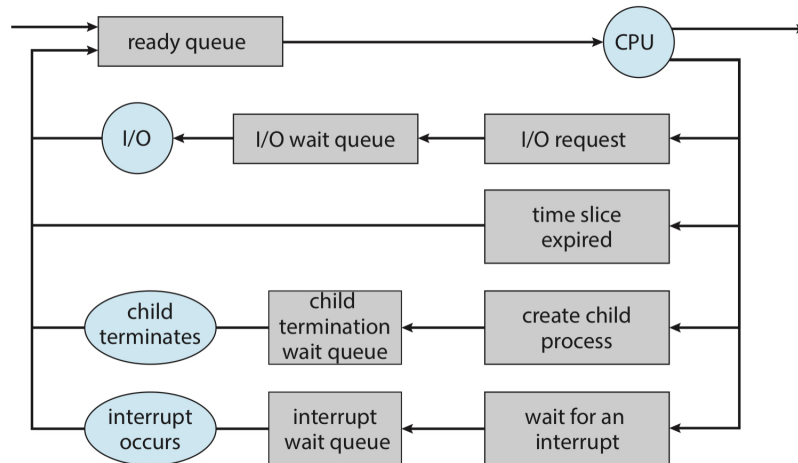 ready queue
CPU
I/O
I/O wait queue
I/O request
time slice
expired
child
terminates
child
termination
wait queue
create child
process
interrupt
occurs
interrupt
wait queue
wait for an
interrupt